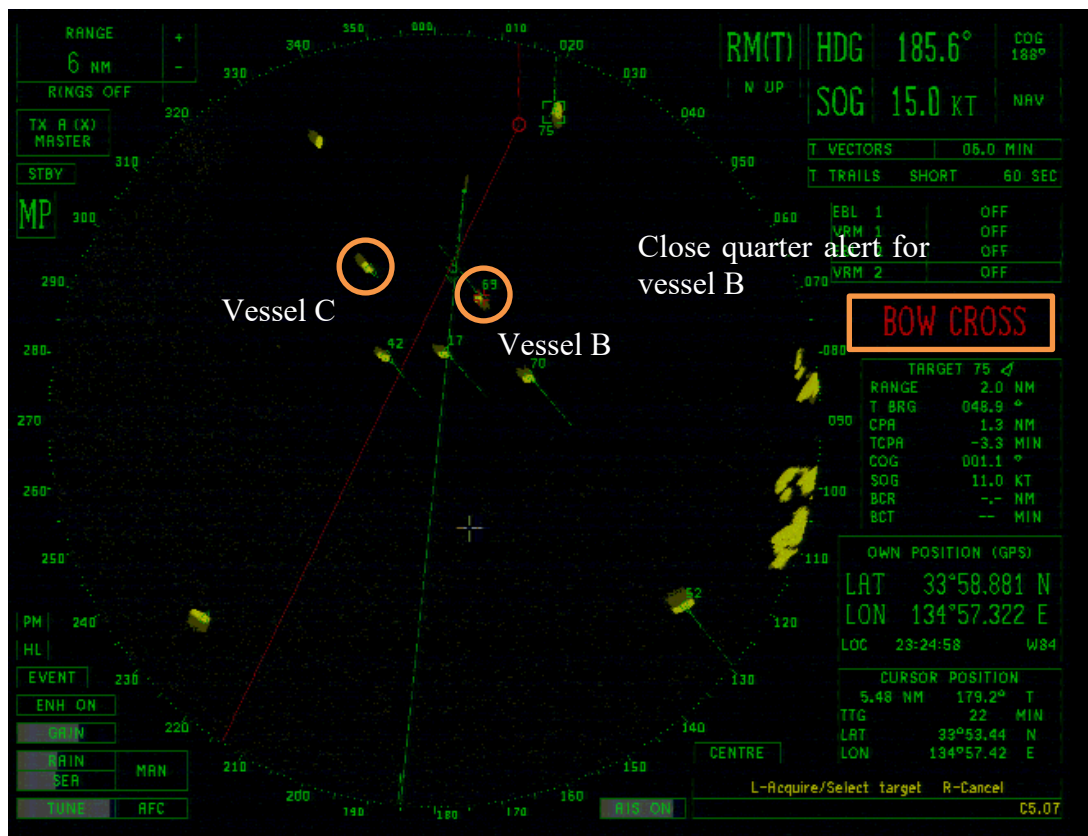 RANGE
6 NM
+
-
RINGS OFF
TX A (X)
MASTER
STBY
MP
350
000
010
020
030
040
050
060
070
080
090
100
110
120
130
140
150
160
170
180
190
200
210
220
230
240
250
260
270
280
290
300
310
320
330
340
RM(T)
N UP
HDG 185.6°
COG
188°
SOG 15.0 KT
NAV
T VECTORS 06.0 MIN
T TRAILS SHORT 60 SEC
EBL 1 OFF
VRM 1 OFF
OFF
VRM 2 OFF
Close quarter alert for
vessel B
BOW CROSS
75
69
Vessel C
Vessel B
42
17
70
52
TARGET 75
RANGE 2.0 NM
T BRG 048.9 °
CPA 1.3 NM
TCPA -3.3 MIN
COG 001.1 °
SOG 11.0 KT
BCR -.- NM
BCT -- MIN
OWN POSITION (GPS)
LAT 33°58.881 N
LON 134°57.322 E
LOC 23:24:58 W84
CURSOR POSITION
5.48 NM 179.2° T
TTG 22 MIN
LAT 33°53.44 N
LON 134°57.42 E
PM
HL
EVENT
ENH ON
GAIN
RAIN
SEA
MAN
TUNE
AFC
CENTRE
AIS ON
L-Acquire/Select target R-Cancel
C5.07